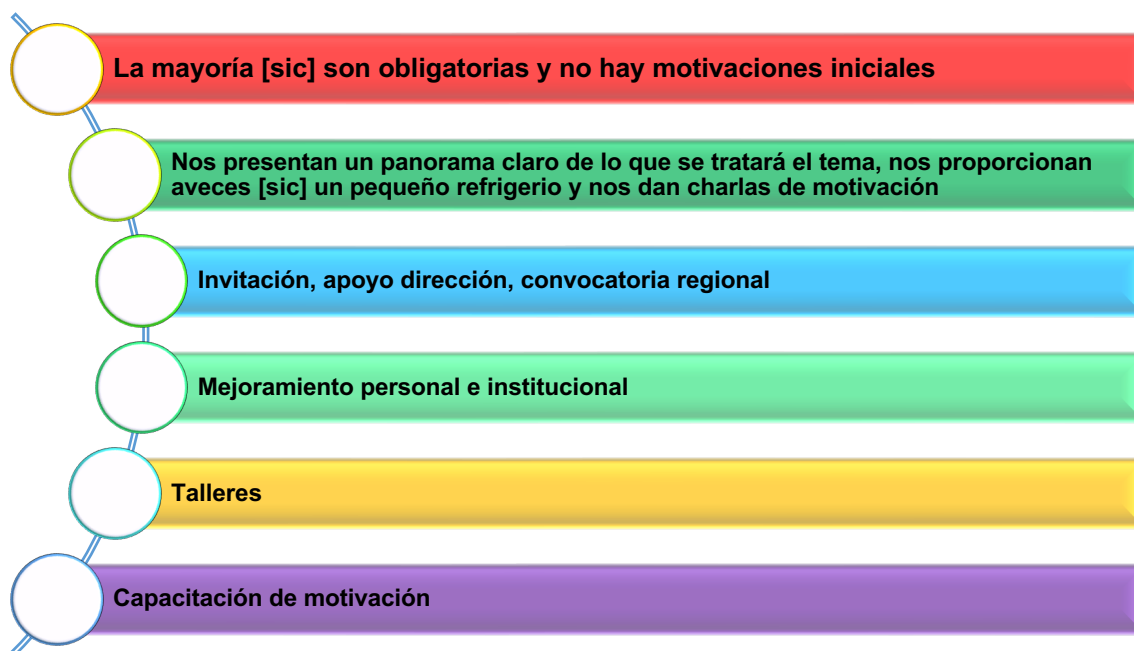 La mayoría [sic] son obligatorias y no hay motivaciones iniciales
Nos presentan un panorama claro de lo que se tratará el tema, nos proporcionan
aveces [sic] un pequeño refrigerio y nos dan charlas de motivación
Invitación, apoyo dirección, convocatoria regional
Mejoramiento personal e institucional
Talleres
Capacitación de motivación